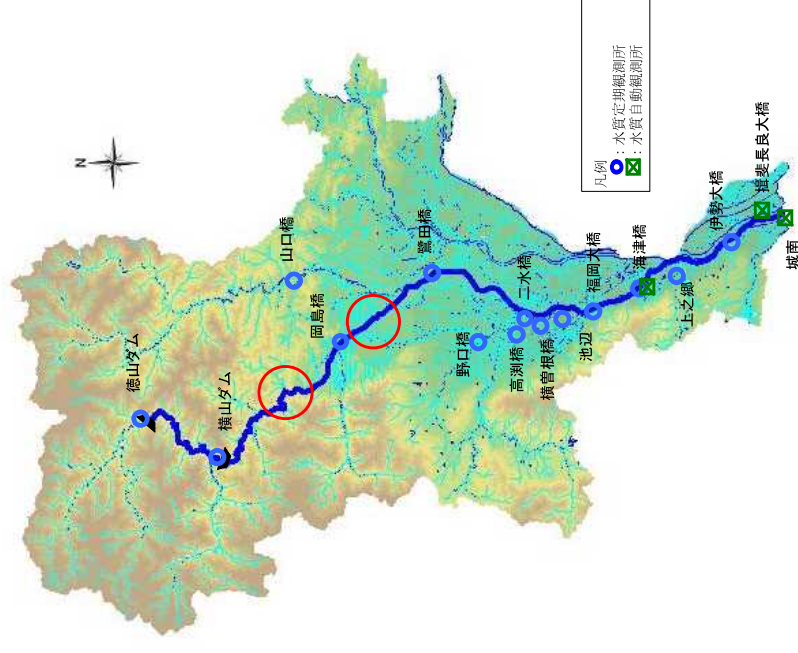 N
凡例
：水質定期観測所
：水質自動観測所
徳山ダム
横山ダム
山口橋
岡島橋
鷺田橋
野口橋
二水橋
高渕橋
横曽根橋
福岡大橋
池辺
海津橋
上之郷
伊勢大橋
揖斐長良大橋
城南